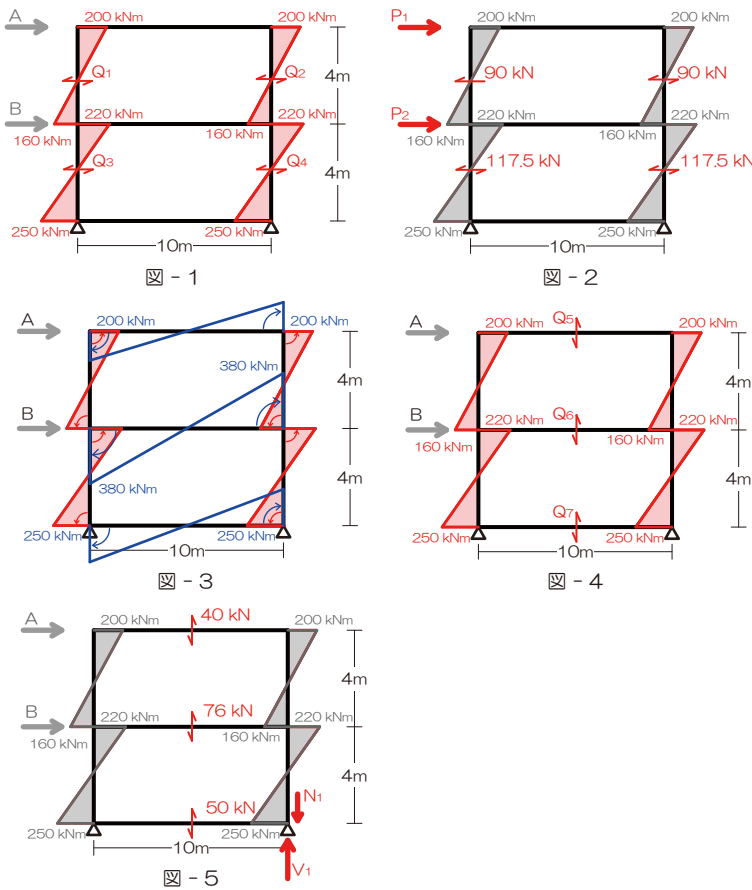 A
200 kNm
200 kNm
Q1
Q2
4m
B
220 kNm
220 kNm
160 kNm
160 kNm
Q3
Q4
4m
250 kNm
250 kNm
10m
図 - 1
P1
200 kNm
200 kNm
90 kN
90 kN
P2
220 kNm
220 kNm
160 kNm
160 kNm
117.5 kN
117.5 kN
250 kNm
250 kNm
10m
図 - 2
A
200 kNm
200 kNm
380 kNm
4m
B
380 kNm
4m
250 kNm
250 kNm
10m
図 - 3
A
200 kNm
Q5
200 kNm
4m
B
220 kNm
Q6
220 kNm
160 kNm
160 kNm
4m
Q7
250 kNm
250 kNm
10m
図 - 4
A
200 kNm
40 kN
200 kNm
4m
B
220 kNm
76 kN
220 kNm
160 kNm
160 kNm
4m
50 kN
N1
250 kNm
250 kNm
10m
V1
図 - 5